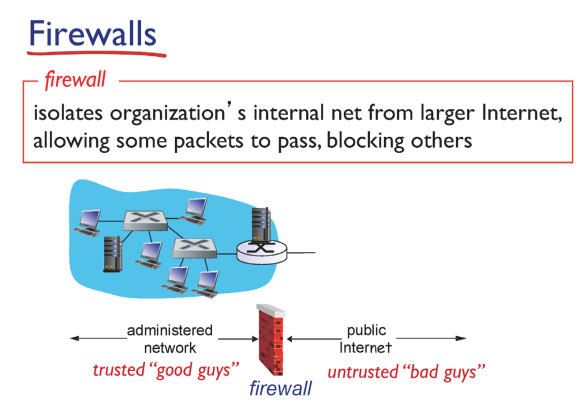 Firewalls
firewall
isolates organization’s internal net from larger Internet,
allowing some packets to pass, blocking others
administered
network
public
Internet
trusted “good guys”
untrusted “bad guys”
firewall